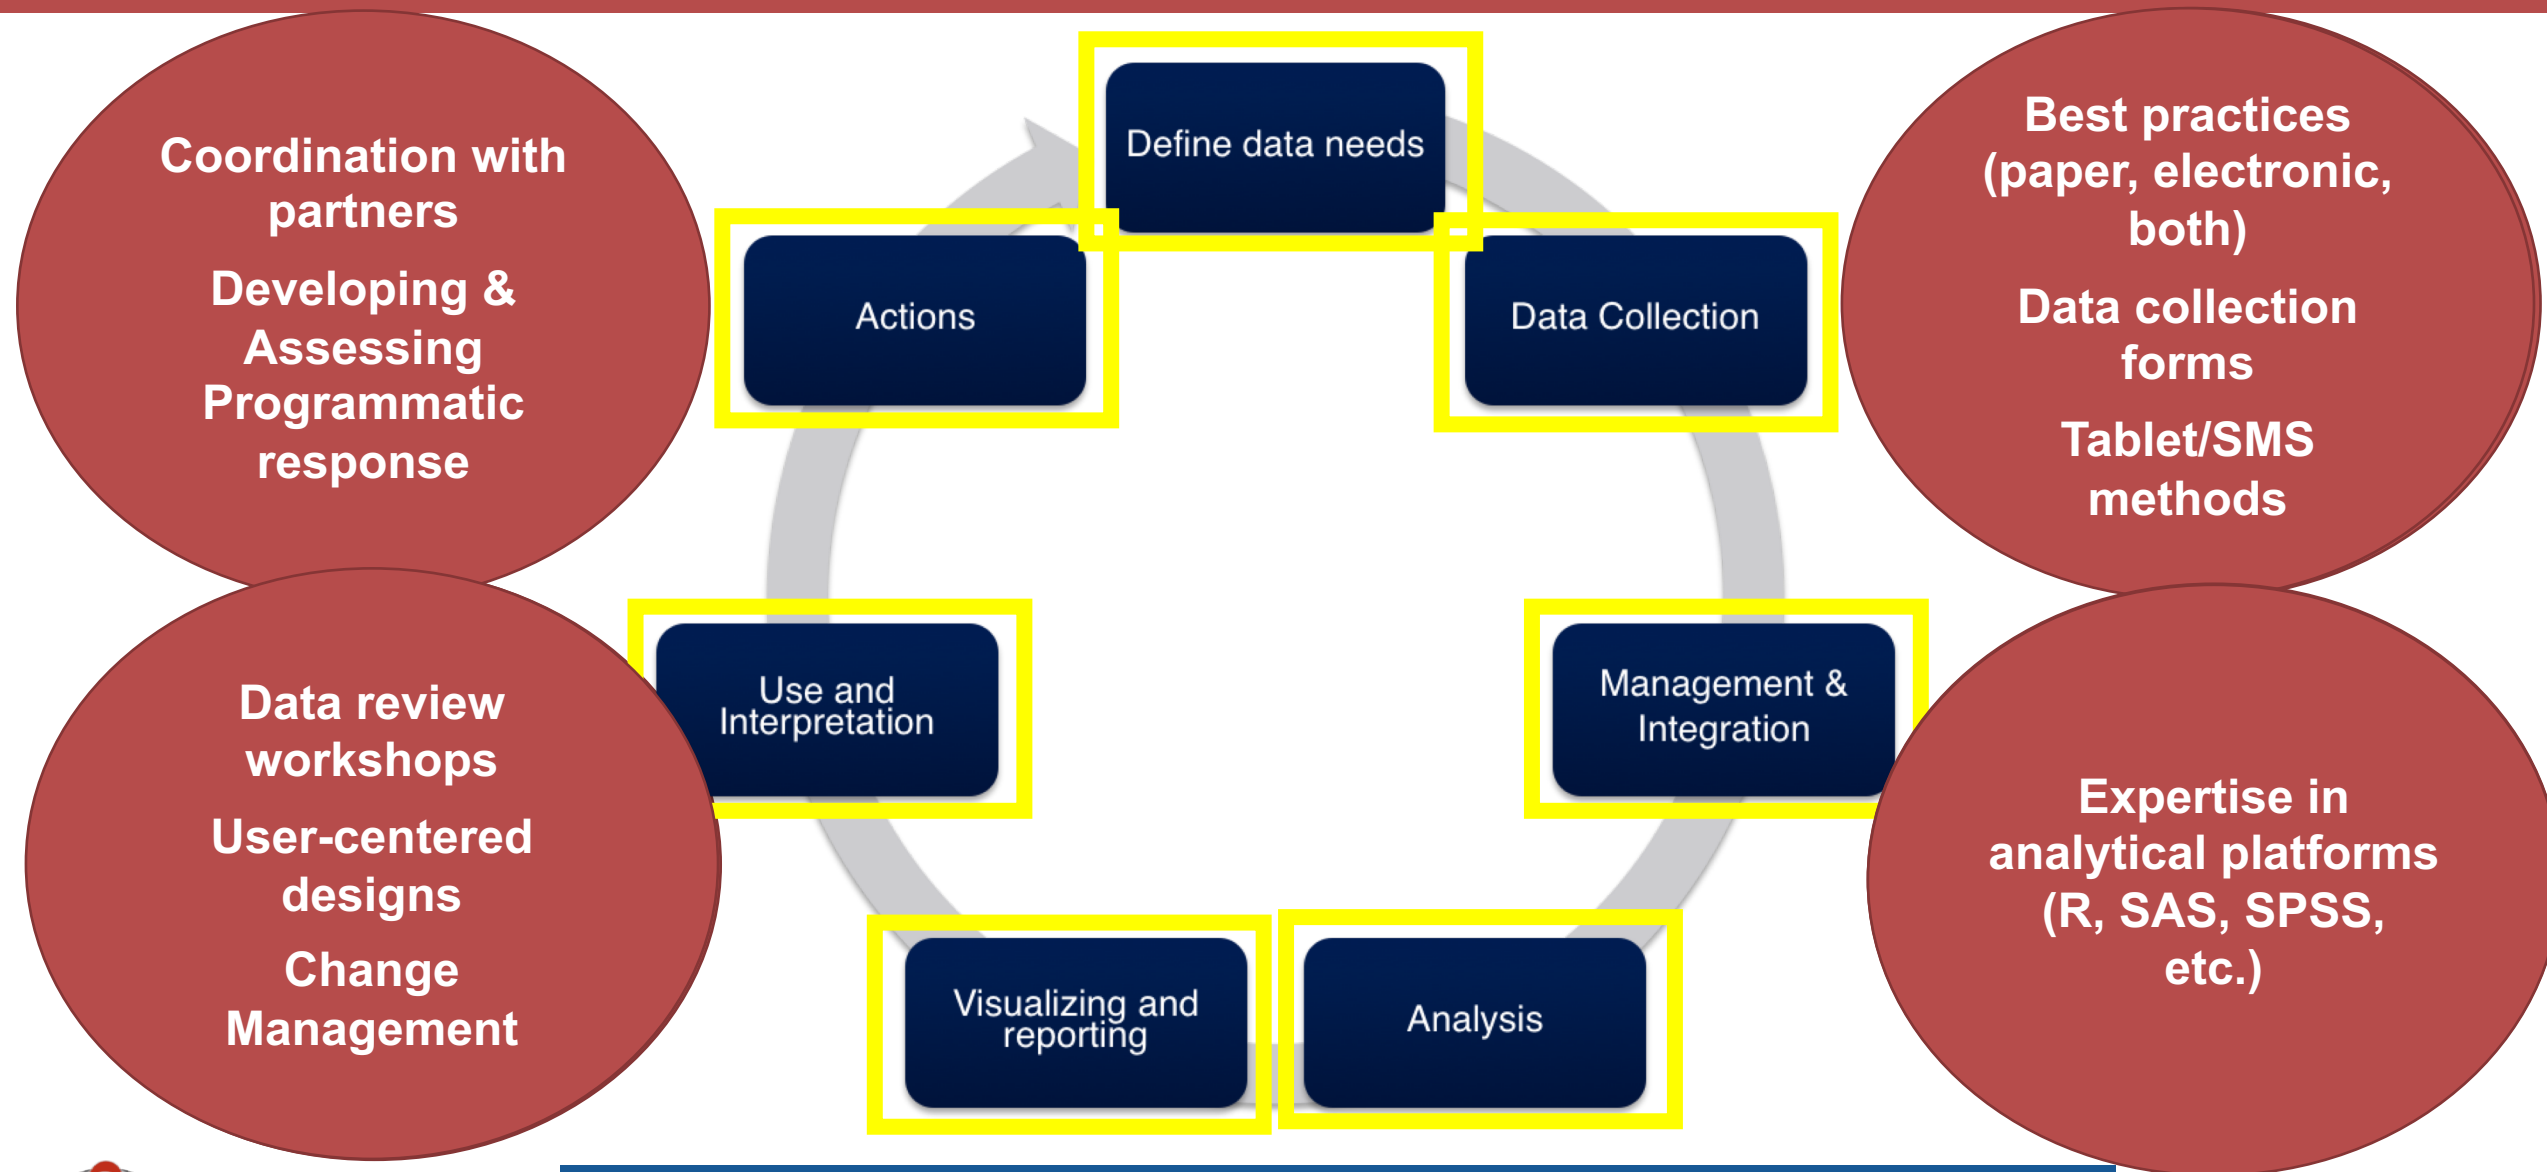 Coordination with
partners
Developing &
Assessing
Programmatic
response
Define data needs
Best practices
(paper, electronic,
both)
Data collection
forms
Tablet/SMS
methods
Actions
Data Collection
Data review
workshops
User-centered
designs
Change
Management
Use and
Interpretation
Management &
Integration
Expertise in
analytical platforms
(R, SAS, SPSS,
etc.)
Visualizing and
reporting
Analysis